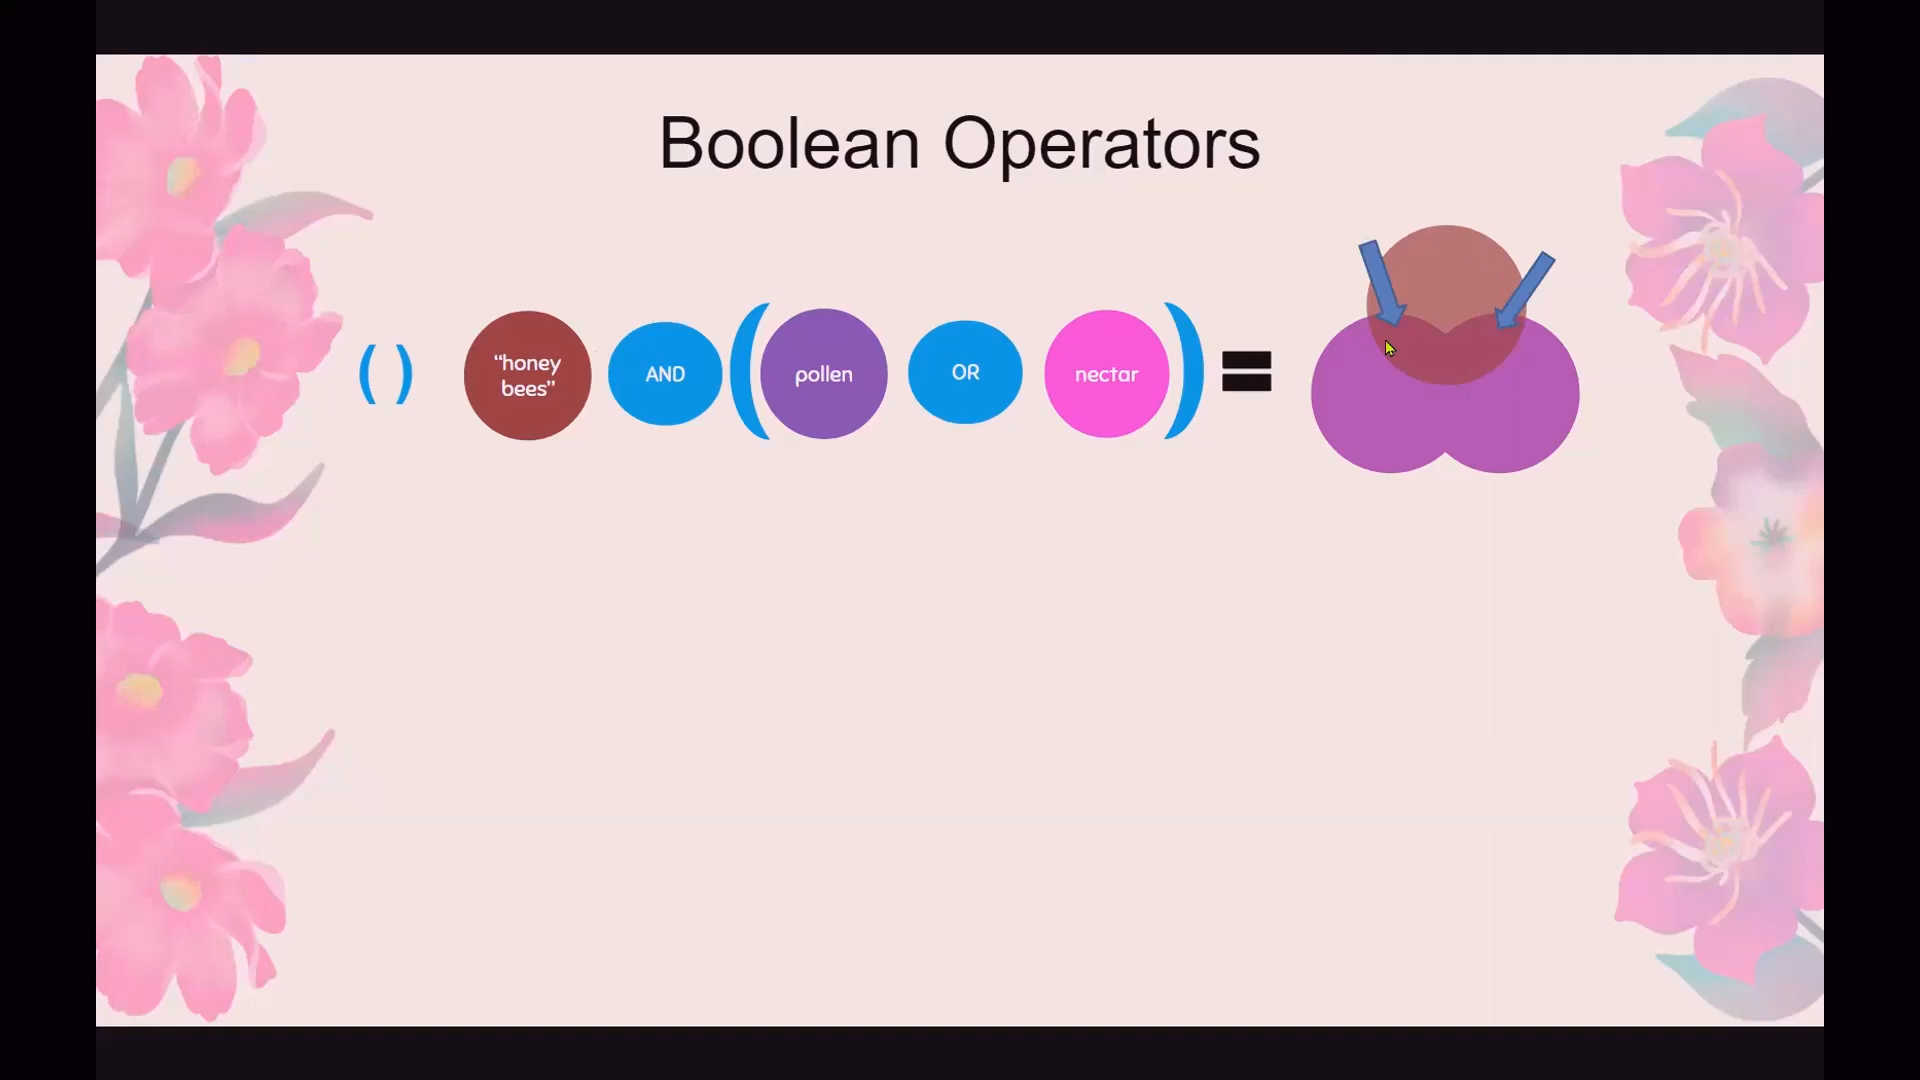 Boolean Operators
( ) “honey bees” AND ( pollen OR nectar ) =